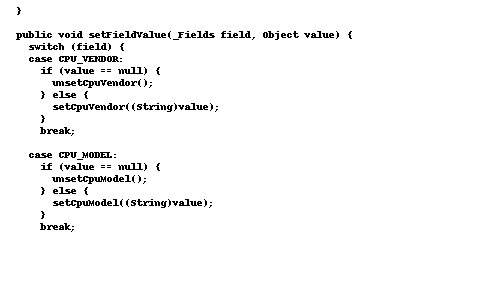 }
public void setFieldValue(_Fields field, Object value) {
switch (field) {
case CPU_VENDOR:
if (value == null) {
unsetCpuVendor();
} else {
setCpuVendor((String)value);
}
break;
case CPU_MODEL:
if (value == null) {
unsetCpuModel();
} else {
setCpuModel((String)value);
}
break;